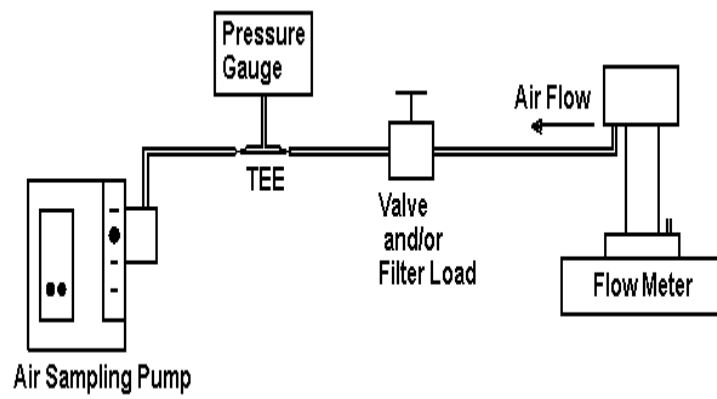 Pressure
Gauge
Air Flow
TEE
Valve
and/or
Filter Load
Flow Meter
Air Sampling Pump